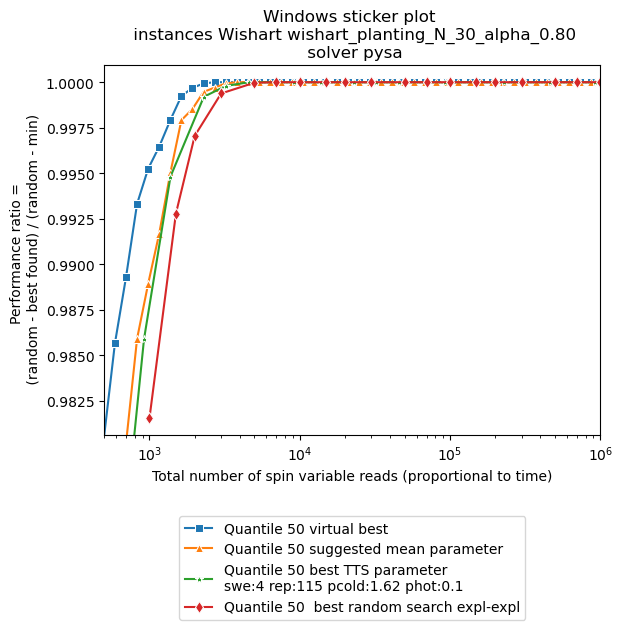 Windows sticker plot
instances Wishart wishart_planting_N_30_alpha_0.80
solver pysa
Performance ratio =
(random - best found) / (random - min)
1.0000
0.9975
0.9950
0.9925
0.9900
0.9875
0.9850
0.9825
10³
10⁴
10⁵
10⁶
Total number of spin variable reads (proportional to time)
Quantile 50 virtual best
Quantile 50 suggested mean parameter
Quantile 50 best TTS parameter
swe:4 rep:115 pcold:1.62 phot:0.1
Quantile 50  best random search expl-expl